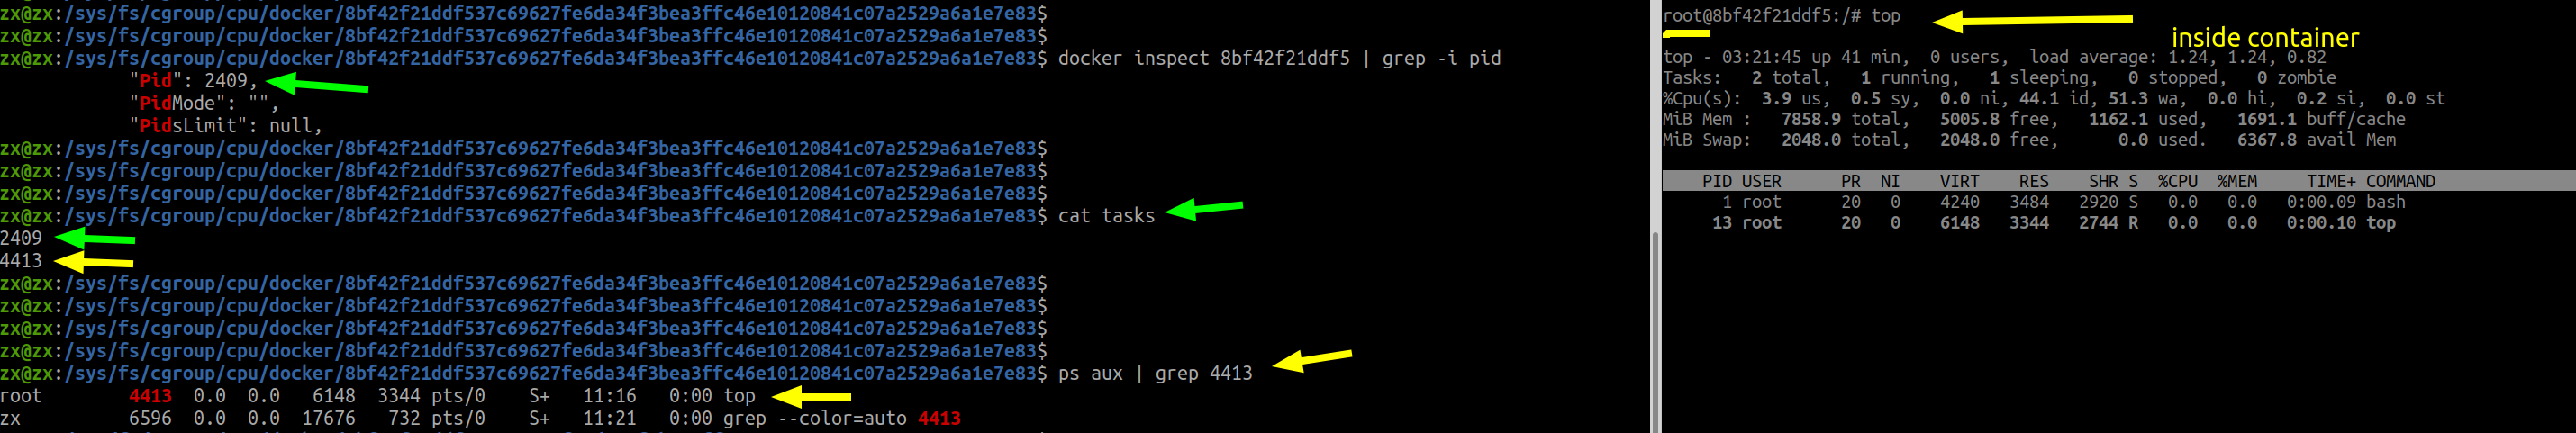 zx@zx:/sys/fs/cgroup/cpu/docker/8bf42f21ddf537c69627fe6da34f3bea3ffc46e10120841c07a2529a6a1e7e83$
zx@zx:/sys/fs/cgroup/cpu/docker/8bf42f21ddf537c69627fe6da34f3bea3ffc46e10120841c07a2529a6a1e7e83$
zx@zx:/sys/fs/cgroup/cpu/docker/8bf42f21ddf537c69627fe6da34f3bea3ffc46e10120841c07a2529a6a1e7e83$ docker inspect 8bf42f21ddf5 | grep -i pid
"Pid": 2409,
"PidMode": "",
"PidsLimit": null,
zx@zx:/sys/fs/cgroup/cpu/docker/8bf42f21ddf537c69627fe6da34f3bea3ffc46e10120841c07a2529a6a1e7e83$
zx@zx:/sys/fs/cgroup/cpu/docker/8bf42f21ddf537c69627fe6da34f3bea3ffc46e10120841c07a2529a6a1e7e83$
zx@zx:/sys/fs/cgroup/cpu/docker/8bf42f21ddf537c69627fe6da34f3bea3ffc46e10120841c07a2529a6a1e7e83$
zx@zx:/sys/fs/cgroup/cpu/docker/8bf42f21ddf537c69627fe6da34f3bea3ffc46e10120841c07a2529a6a1e7e83$ cat tasks
2409
4413
zx@zx:/sys/fs/cgroup/cpu/docker/8bf42f21ddf537c69627fe6da34f3bea3ffc46e10120841c07a2529a6a1e7e83$
zx@zx:/sys/fs/cgroup/cpu/docker/8bf42f21ddf537c69627fe6da34f3bea3ffc46e10120841c07a2529a6a1e7e83$
zx@zx:/sys/fs/cgroup/cpu/docker/8bf42f21ddf537c69627fe6da34f3bea3ffc46e10120841c07a2529a6a1e7e83$
zx@zx:/sys/fs/cgroup/cpu/docker/8bf42f21ddf537c69627fe6da34f3bea3ffc46e10120841c07a2529a6a1e7e83$
zx@zx:/sys/fs/cgroup/cpu/docker/8bf42f21ddf537c69627fe6da34f3bea3ffc46e10120841c07a2529a6a1e7e83$ ps aux | grep 4413
root 4413 0.0 0.0 6148 3344 pts/0 S+ 11:16 0:00 top
zx 6596 0.0 0.0 17676 732 pts/0 S+ 11:21 0:00 grep --color=auto 4413
root@8bf42f21ddf5:/# top
inside container
top - 03:21:45 up 41 min, 0 users, load average: 1.24, 1.24, 0.82
Tasks: 2 total, 1 running, 1 sleeping, 0 stopped, 0 zombie
%Cpu(s): 3.9 us, 0.5 sy, 0.0 ni, 44.1 id, 51.3 wa, 0.0 hi, 0.2 si, 0.0 st
MiB Mem : 7858.9 total, 5005.8 free, 1162.1 used, 1691.1 buff/cache
MiB Swap: 2048.0 total, 2048.0 free, 0.0 used. 6367.8 avail Mem
PID USER PR NI VIRT RES SHR S %CPU %MEM TIME+ COMMAND
1 root 20 0 4240 3484 2920 S 0.0 0.0 0:00.09 bash
13 root 20 0 6148 3344 2744 R 0.0 0.0 0:00.10 top